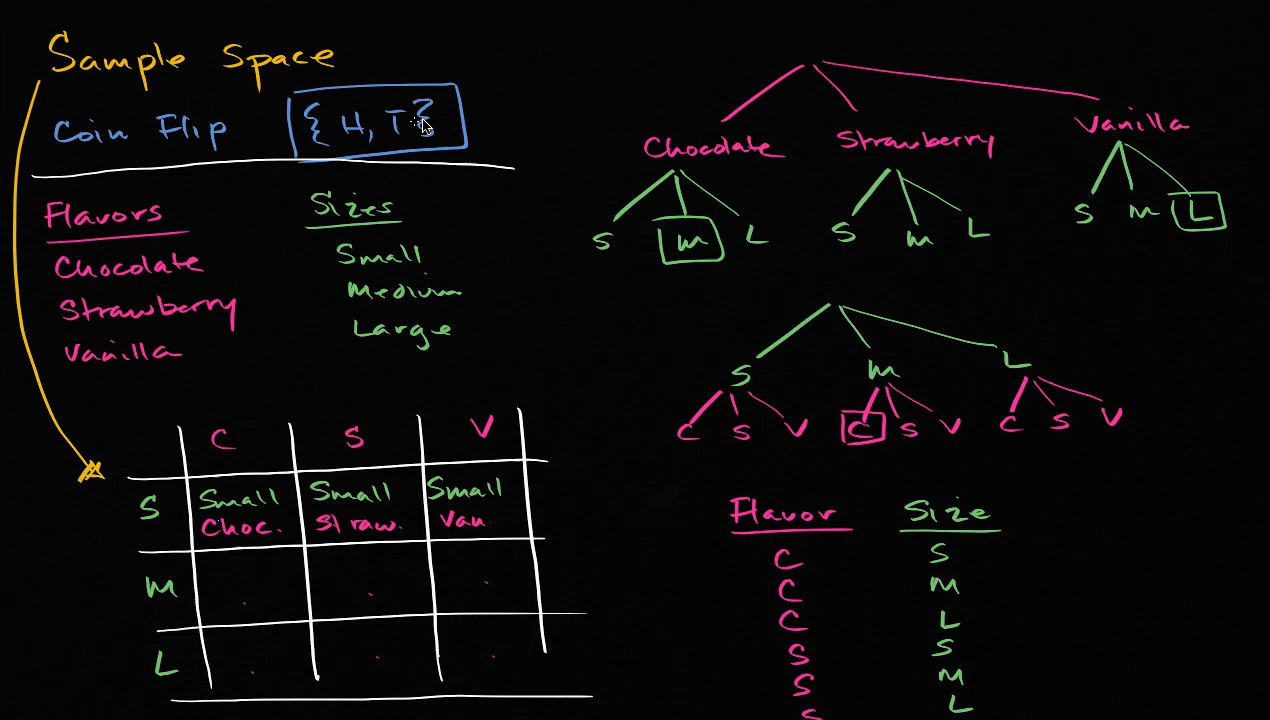 Sample Space
Coin Flip { H, T }
Flavors Sizes
Chocolate Small
Strawberry Medium
Vanilla Large
C S V
S Small Choc. Small Straw. Small Van.
M
L
Chocolate Strawberry Vanilla
S M L S M L S M L
S M L
C S V C S V C S V
Flavor Size
C S
C M
C L
S S
S M
S L